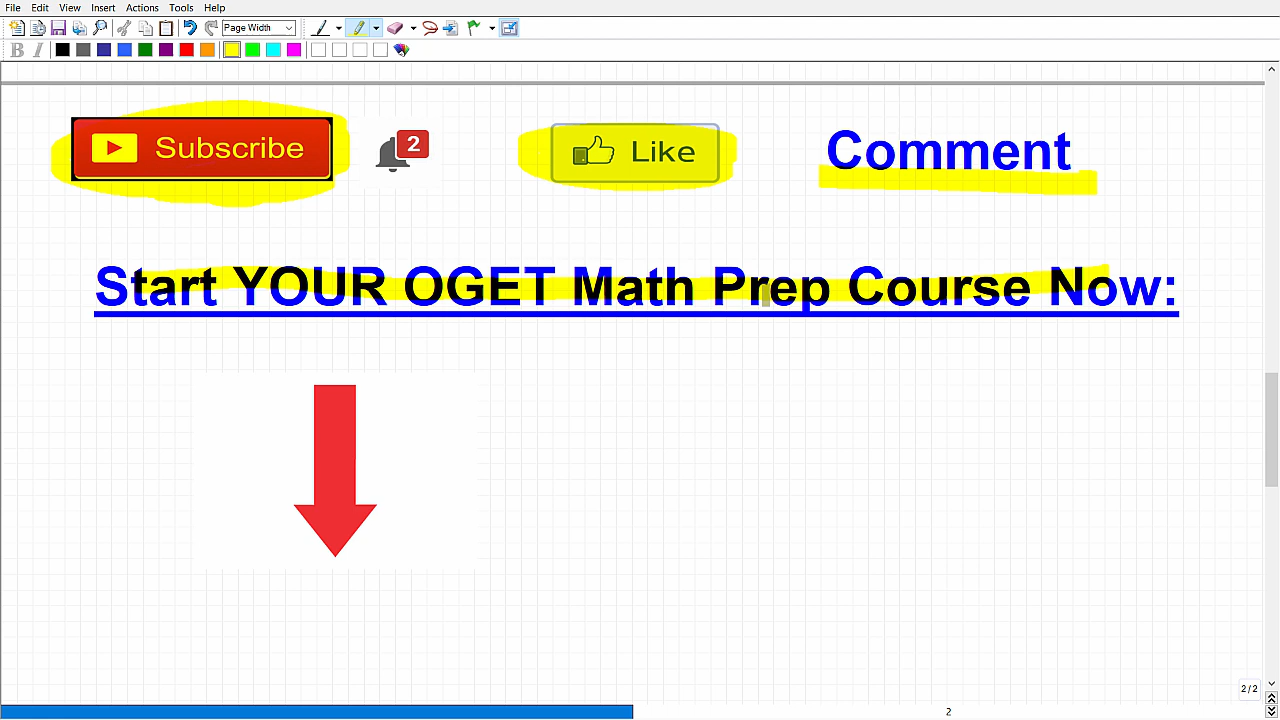 File Edit View Insert Actions Tools Help
Page Width
B I
Subscribe 2 Like Comment
Start YOUR OGET Math Prep Course Now:
2/2
2